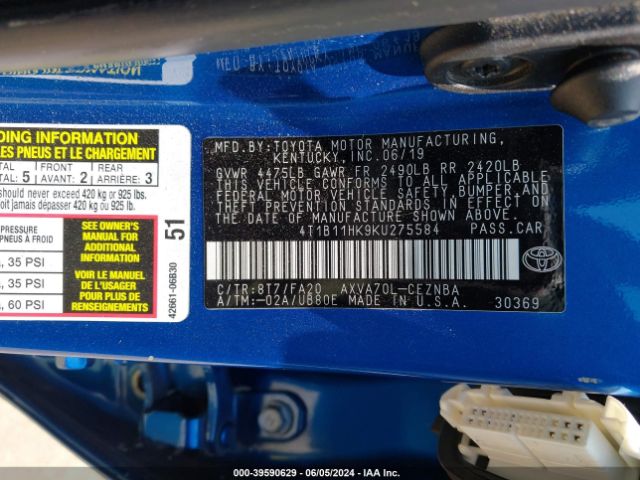 DING INFORMATION
LES PNEUS ET LE CHARGEMENT
TOTAL: 5
FRONT
AVANT: 2
REAR
ARRIÈRE: 3
should never exceed 420 kg or 925 lbs.
doit jamais dépasser 420 kg ou 925 lb.
PRESSURE
PNEUS À FROID
35 PSI
35 PSI
60 PSI
SEE OWNER'S
MANUAL FOR
ADDITIONAL
INFORMATION
VOIR LE MANUEL
DE L'USAGER
POUR PLUS DE
RENSEIGNEMENTS
42661-06B30
51
MFD.BY:TOYOTA MOTOR MANUFACTURING,
KENTUCKY,INC.06/19
GVWR 4475LB GAWR FR 2490LB RR 2420LB
THIS VEHICLE CONFORMS TO ALL APPLICABLE
FEDERAL MOTOR VEHICLE SAFETY, BUMPER, AND
THEFT PREVENTION STANDARDS IN EFFECT ON
THE DATE OF MANUFACTURE SHOWN ABOVE.
4T1B11HK9KU275584 PASS.CAR
C/TR:8T7/FA20 AXVA70L-CEZNBA
A/TM:-02A/UB80E MADE IN U.S.A. 30369
TOYOTA
000-39590629 - 06/05/2024 - IAA Inc.